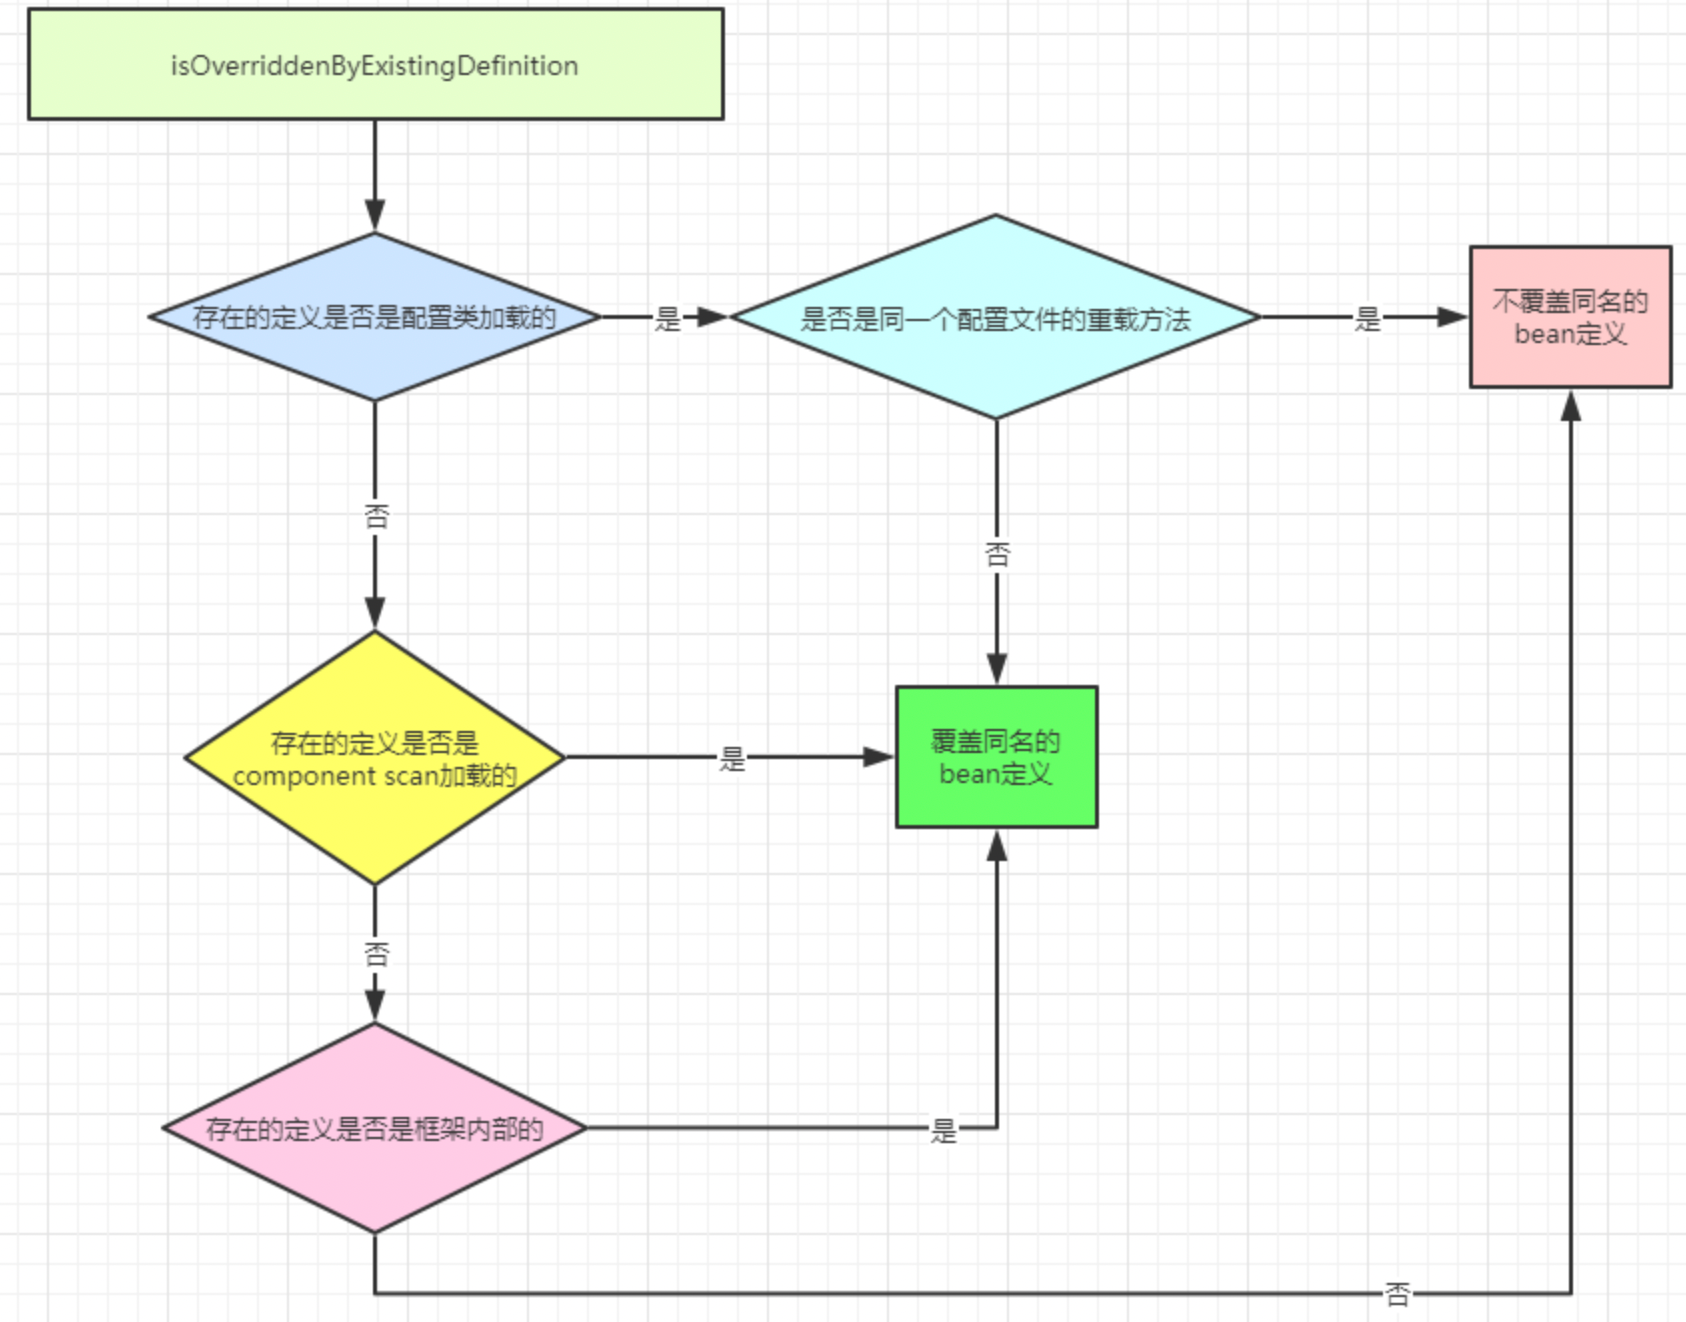 isOverriddenByExistingDefinition
存在的定义是否是配置类加载的
是
是否是同一个配置文件的重载方法
是
不覆盖同名的
bean定义
否
否
存在的定义是否是
component scan加载的
是
覆盖同名的
bean定义
否
存在的定义是否是框架内部的
是
否